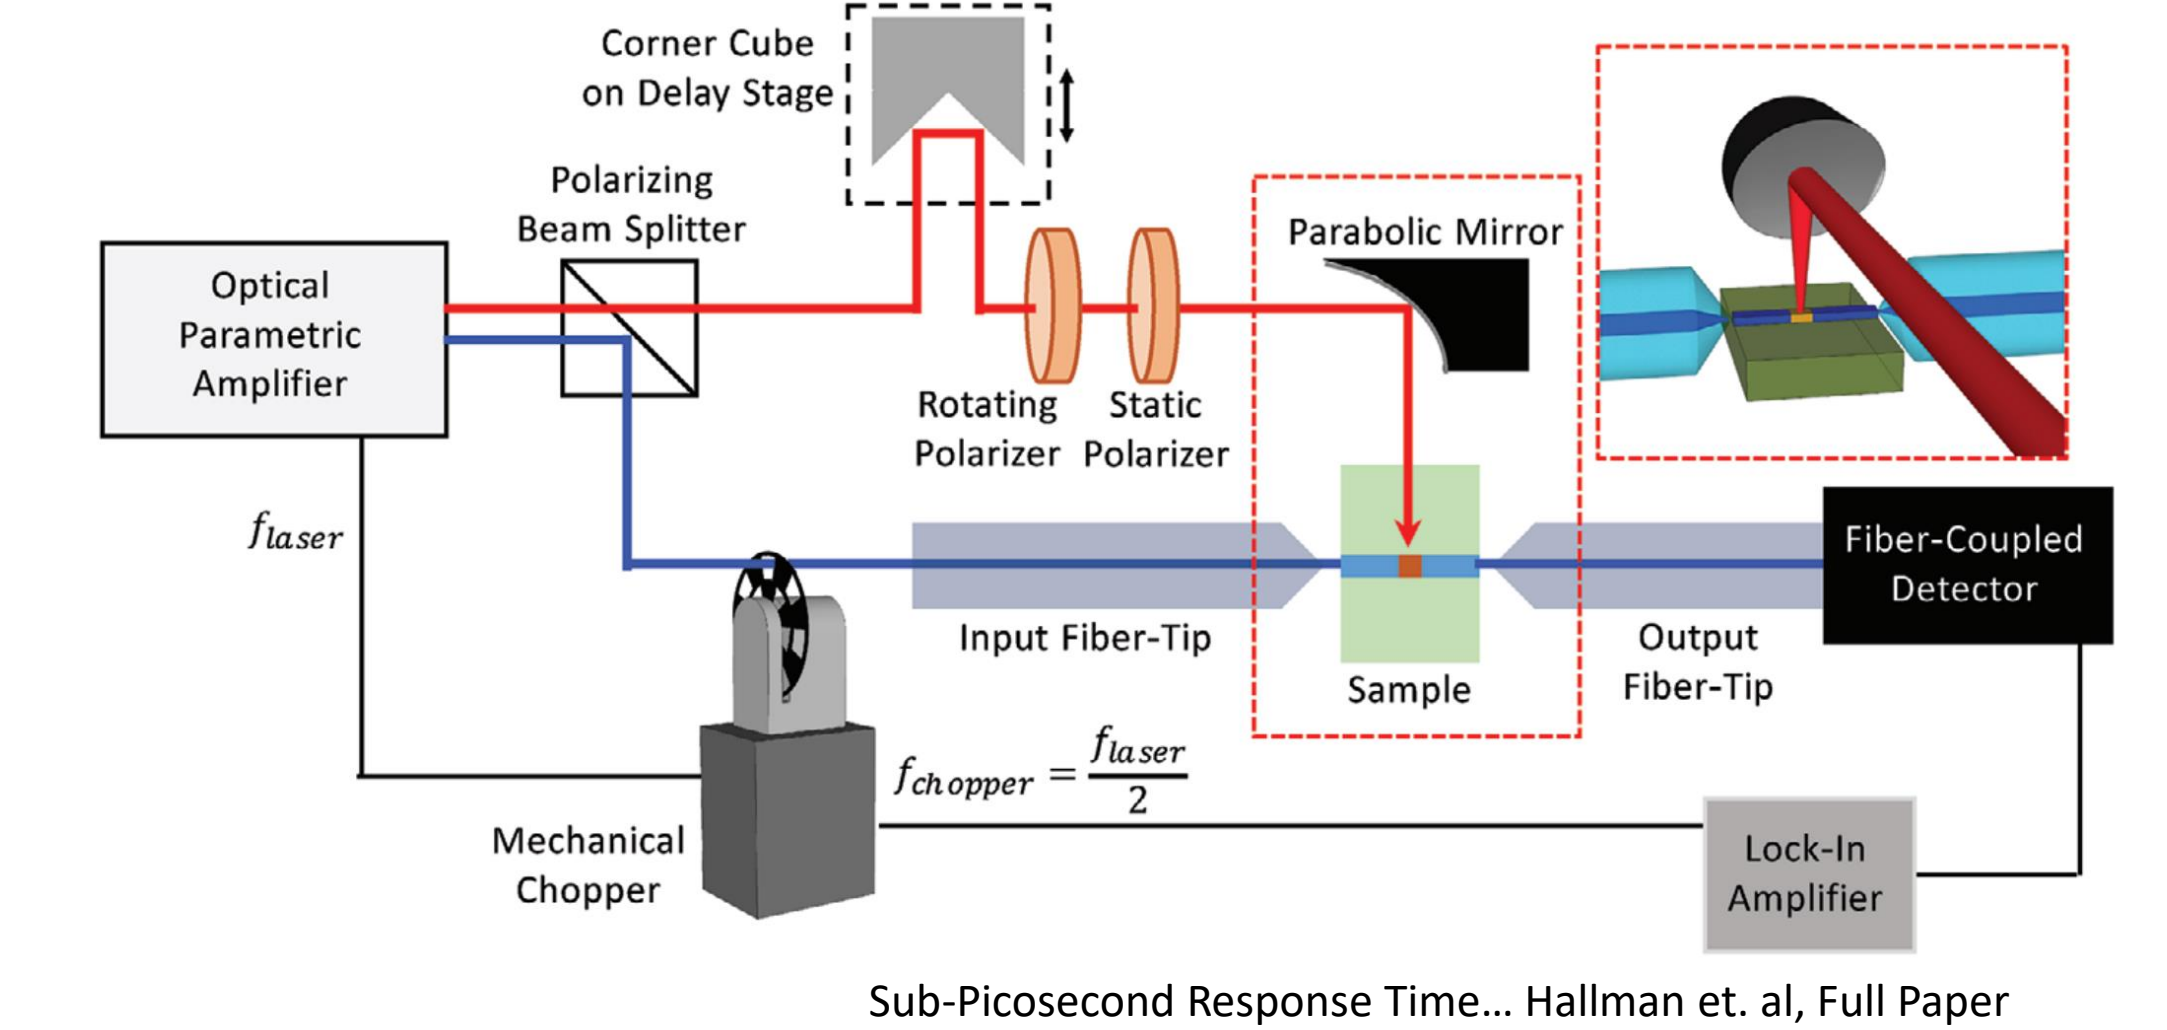 Corner Cube
on Delay Stage
Polarizing
Beam Splitter
Optical
Parametric
Amplifier
Parabolic Mirror
Rotating
Polarizer
Static
Polarizer
f_laser
Fiber-Coupled
Detector
Input Fiber-Tip
Output
Fiber-Tip
Sample
f_chopper = f_laser / 2
Mechanical
Chopper
Lock-In
Amplifier
Sub-Picosecond Response Time... Hallman et. al, Full Paper